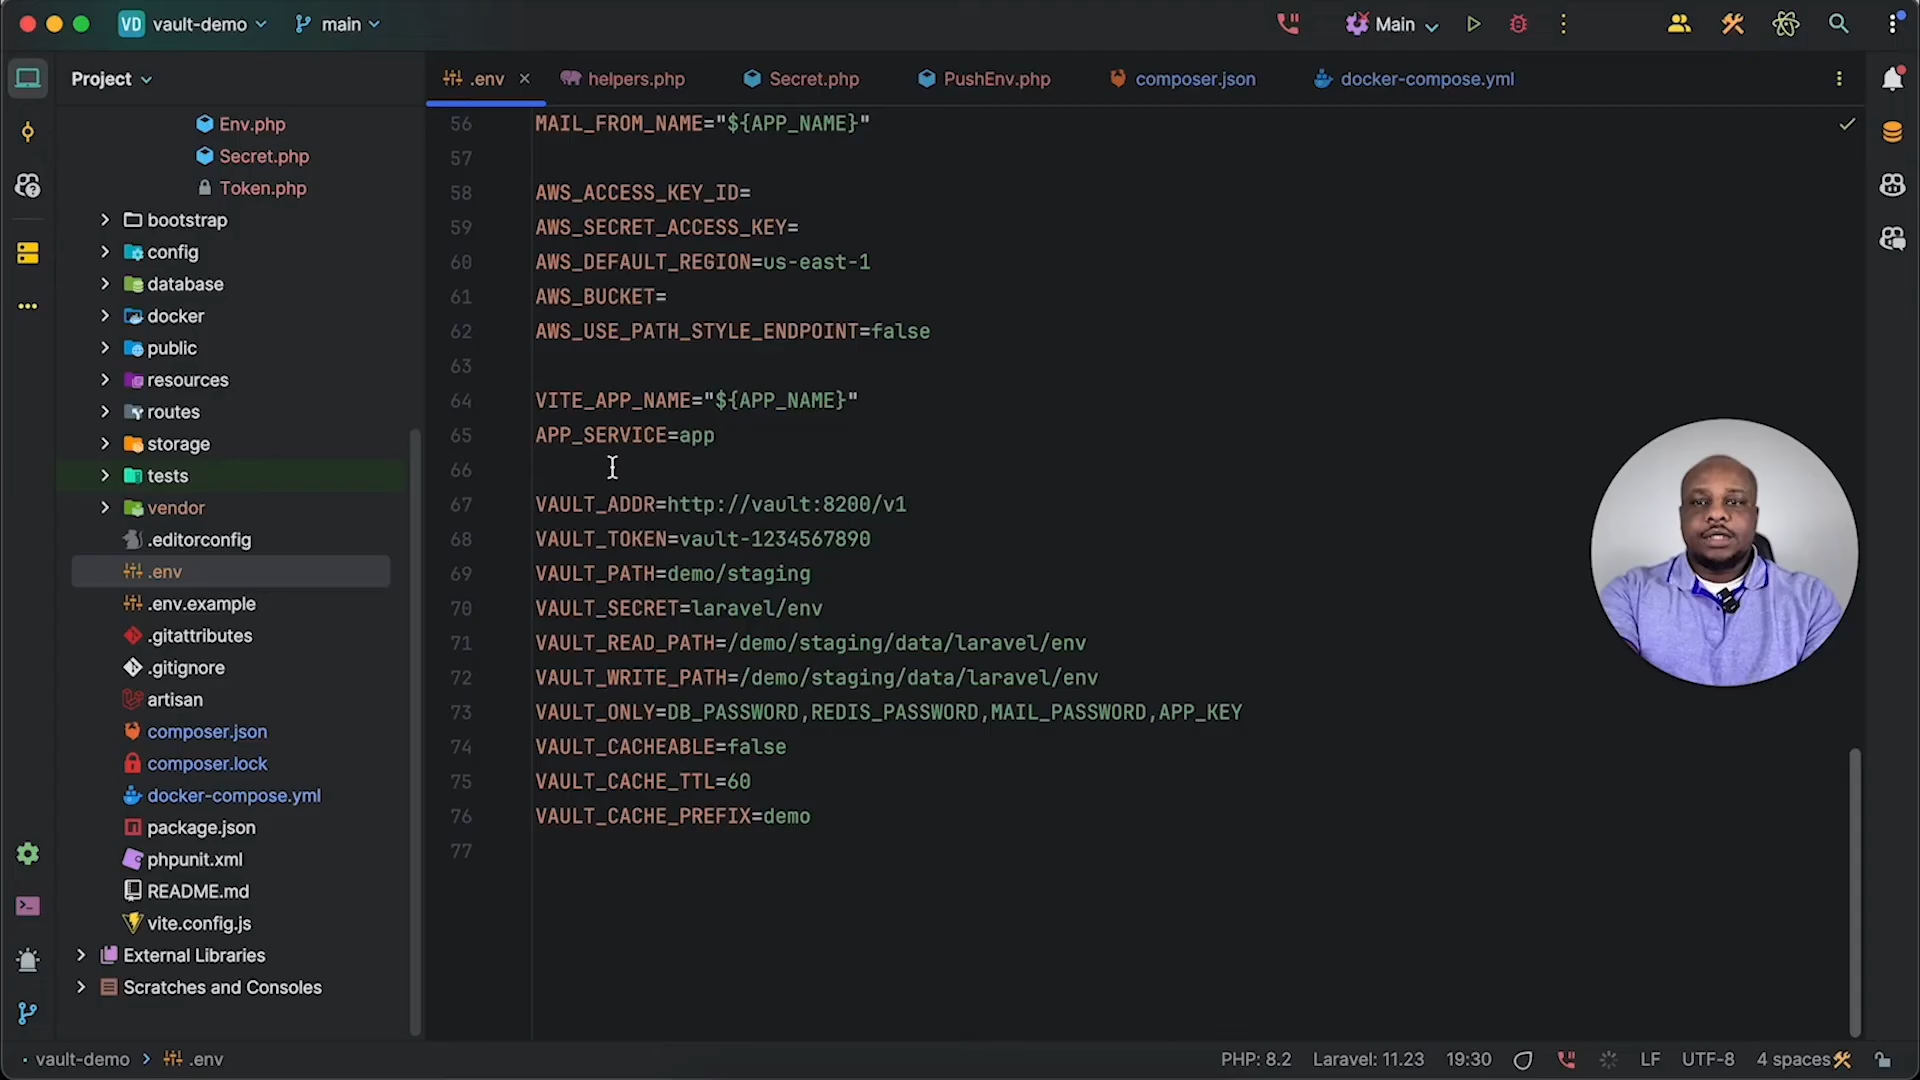 VD vault-demo main Main
Project
.env helpers.php Secret.php PushEnv.php composer.json docker-compose.yml
Env.php
Secret.php
Token.php
bootstrap
config
database
docker
public
resources
routes
storage
tests
vendor
.editorconfig
.env
.env.example
.gitattributes
.gitignore
artisan
composer.json
composer.lock
docker-compose.yml
package.json
phpunit.xml
README.md
vite.config.js
External Libraries
Scratches and Consoles
56 MAIL_FROM_NAME="${APP_NAME}"
57
58 AWS_ACCESS_KEY_ID=
59 AWS_SECRET_ACCESS_KEY=
60 AWS_DEFAULT_REGION=us-east-1
61 AWS_BUCKET=
62 AWS_USE_PATH_STYLE_ENDPOINT=false
63
64 VITE_APP_NAME="${APP_NAME}"
65 APP_SERVICE=app
66
67 VAULT_ADDR=http://vault:8200/v1
68 VAULT_TOKEN=vault-1234567890
69 VAULT_PATH=demo/staging
70 VAULT_SECRET=laravel/env
71 VAULT_READ_PATH=/demo/staging/data/laravel/env
72 VAULT_WRITE_PATH=/demo/staging/data/laravel/env
73 VAULT_ONLY=DB_PASSWORD,REDIS_PASSWORD,MAIL_PASSWORD,APP_KEY
74 VAULT_CACHEABLE=false
75 VAULT_CACHE_TTL=60
76 VAULT_CACHE_PREFIX=demo
77
vault-demo .env PHP: 8.2 Laravel: 11.23 19:30 LF UTF-8 4 spaces